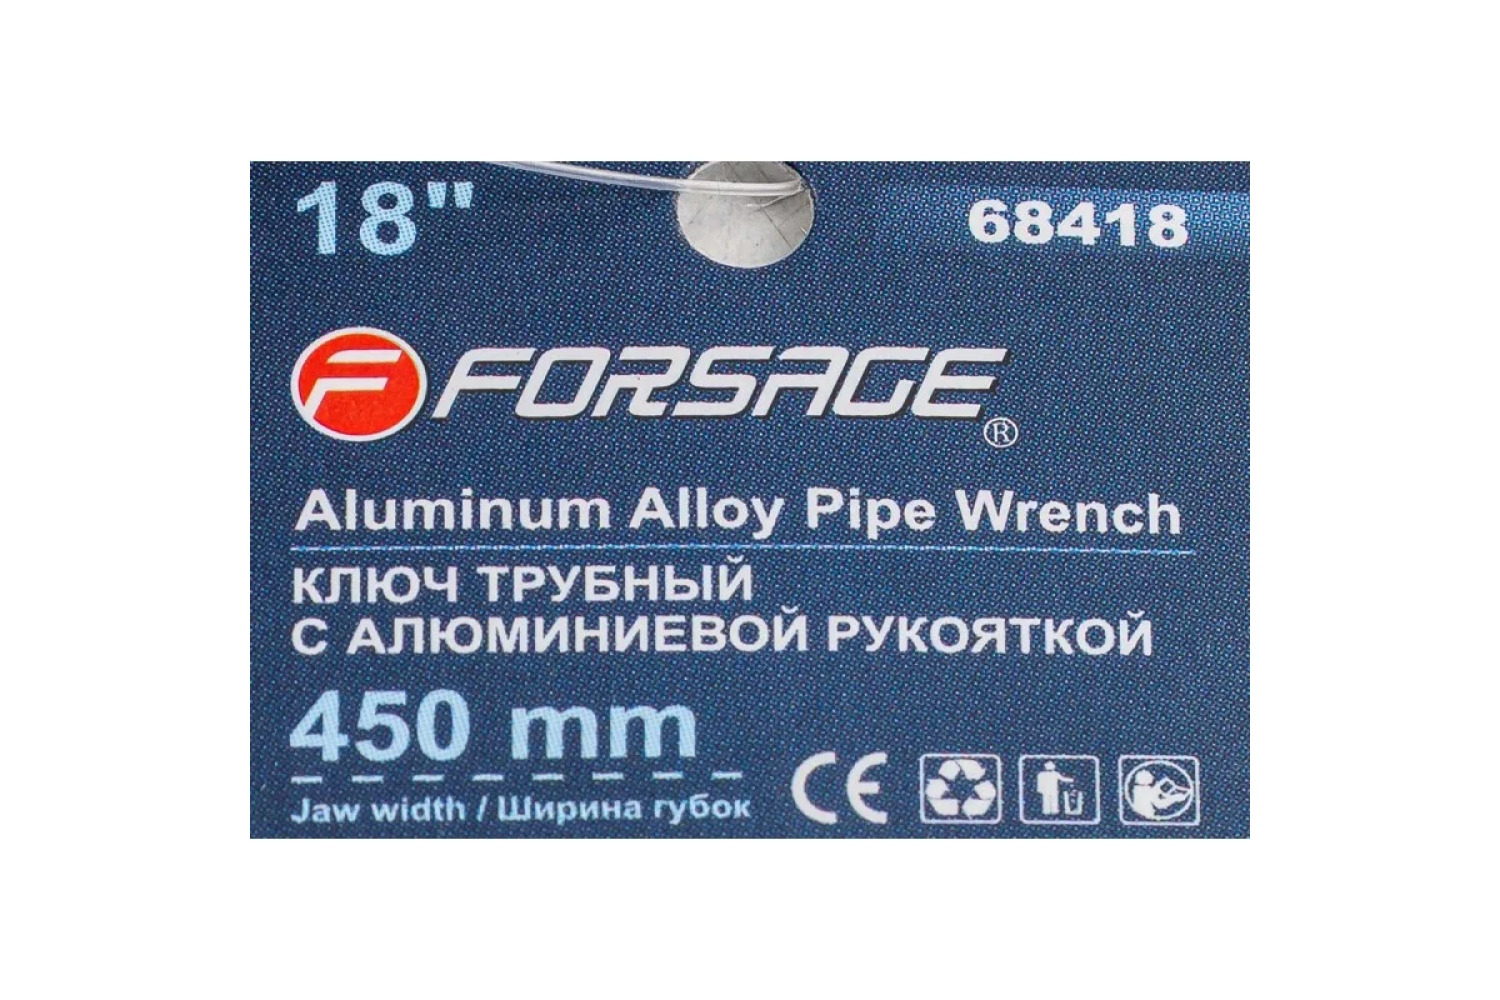 18"
68418
F FORSAGE®
Aluminum Alloy Pipe Wrench
КЛЮЧ ТРУБНЫЙ
С АЛЮМИНИЕВОЙ РУКОЯТКОЙ
450 mm
Jaw width / Ширина губок
CE